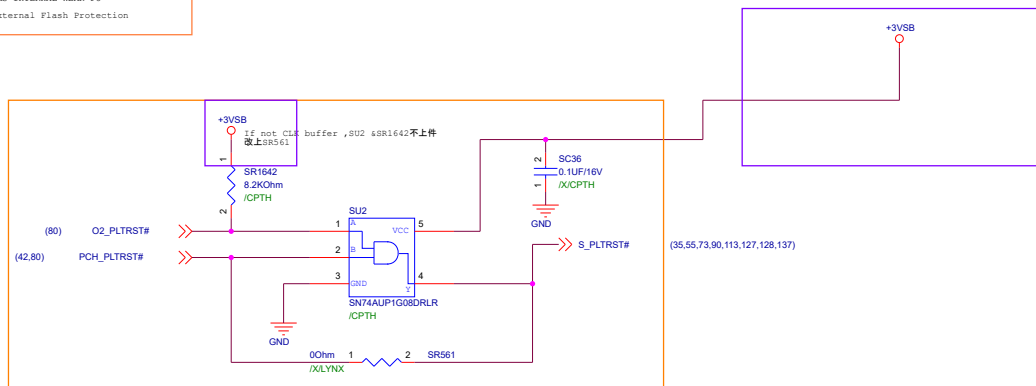 External Flash Protection
+3VSB
+3VSB
If not CLK buffer ,SU2 &SR1642不上件
改上SR561
1
SR1642
8.2KOhm
/CPTH
2
2
SC36
0.1UF/16V
1
/X/CPTH
GND
SU2
(80) O2_PLTRST#
1
A
VCC
5
(42,80) PCH_PLTRST#
2
B
S_PLTRST# (35,55,73,90,113,127,128,137)
3
GND
Y
4
SN74AUP1G08DRLR
/CPTH
GND
0Ohm 1 2 SR561
/X/LYNX